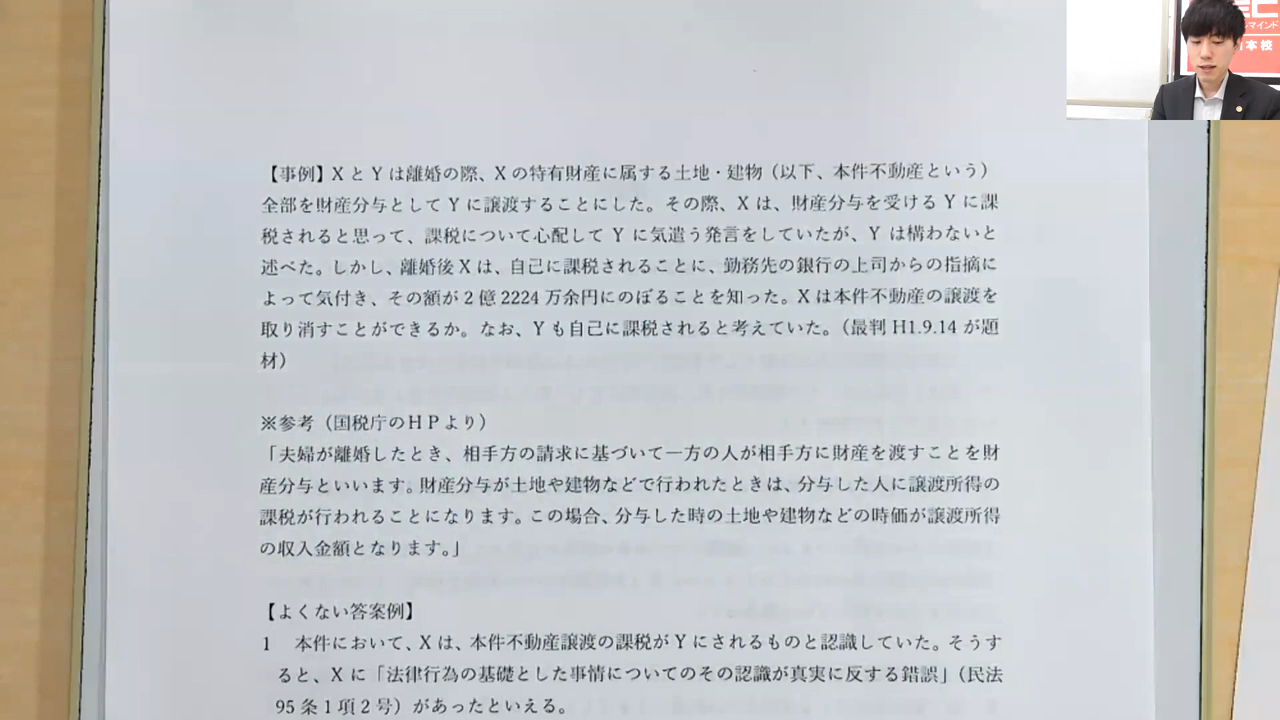 【事例】XとYは離婚の際、Xの特有財産に属する土地・建物（以下、本件不動産という）
全部を財産分与としてYに譲渡することにした。その際、Xは、財産分与を受けるYに課
税されると思って、課税について心配してYに気遣う発言をしていたが、Yは構わないと
述べた。しかし、離婚後Xは、自己に課税されることに、勤務先の銀行の上司からの指摘に
よって気付き、その額が2億2224万余円にのぼることを知った。Xは本件不動産の譲渡を
取り消すことができるか。なお、Yも自己に課税されると考えていた。（最判H1.9.14が題
材）
※参考（国税庁のＨＰより）
「夫婦が離婚したとき、相手方の請求に基づいて一方の人が相手方に財産を渡すことを財
産分与といいます。財産分与が土地や建物などで行われたときは、分与した人に譲渡所得の
課税が行われることになります。この場合、分与した時の土地や建物などの時価が譲渡所得
の収入金額となります。」
【よくない答案例】
1　本件において、Xは、本件不動産譲渡の課税がYにされるものと認識していた。そうす
ると、Xに「法律行為の基礎とした事情についてのその認識が真実に反する錯誤」（民法
95条1項2号）があったといえる。
マインド
本校